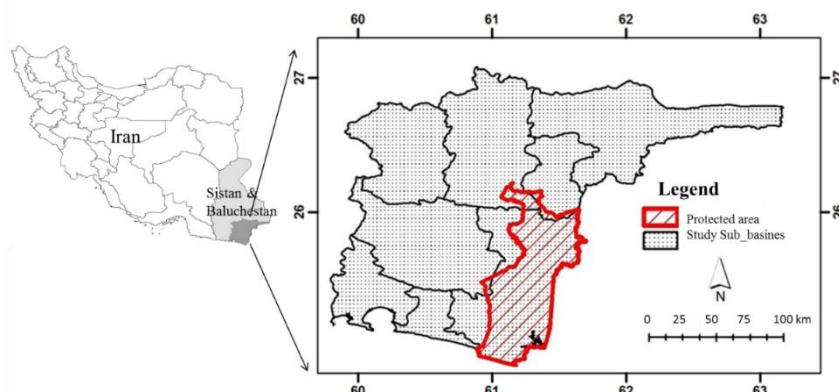 Iran
Sistan &
Baluchestan
60 61 62 63
27
26
27
26
Legend
Protected area
Study Sub_basines
N
0 25 50 75 100 km
60 61 62 63